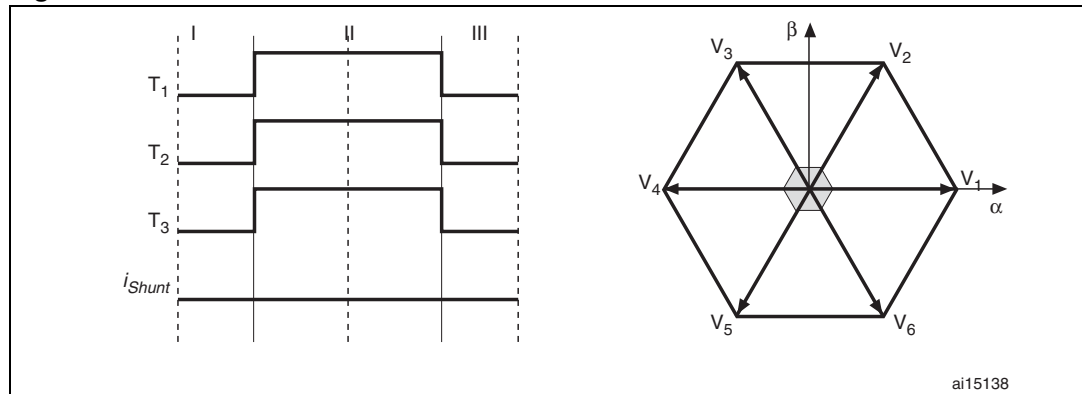 I II III
T1
T2
T3
iShunt
β
V3 V2
V4 V1
α
V5 V6
ai15138